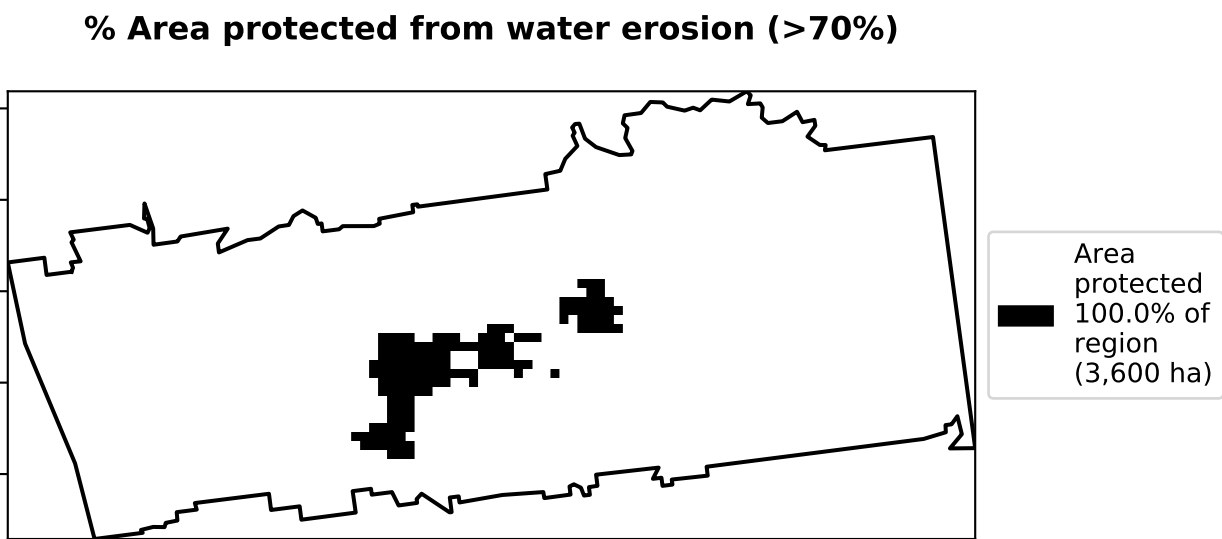 % Area protected from water erosion (>70%)
Area
protected
100.0% of
region
(3,600 ha)